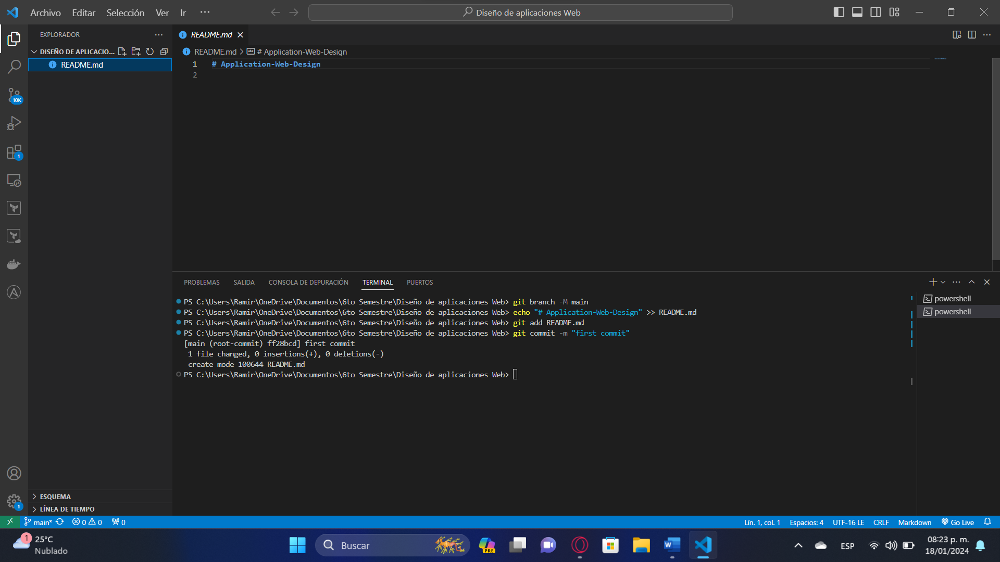 Archivo Editar Selección Ver Ir ···
Diseño de aplicaciones Web
EXPLORADOR
README.md
DISEÑO DE APLICACIO...
README.md
README.md > # Application-Web-Design
1 # Application-Web-Design
2
10K
1
PROBLEMAS SALIDA CONSOLA DE DEPURACIÓN TERMINAL PUERTOS
PS C:\Users\Ramir\OneDrive\Documentos\6to Semestre\Diseño de aplicaciones Web> git branch -M main
PS C:\Users\Ramir\OneDrive\Documentos\6to Semestre\Diseño de aplicaciones Web> echo "# Application-Web-Design" >> README.md
PS C:\Users\Ramir\OneDrive\Documentos\6to Semestre\Diseño de aplicaciones Web> git add README.md
PS C:\Users\Ramir\OneDrive\Documentos\6to Semestre\Diseño de aplicaciones Web> git commit -m "first commit"
[main (root-commit) ff28bcd] first commit
1 file changed, 0 insertions(+), 0 deletions(-)
create mode 100644 README.md
PS C:\Users\Ramir\OneDrive\Documentos\6to Semestre\Diseño de aplicaciones Web>
powershell
powershell
ESQUEMA
LÍNEA DE TIEMPO
1
main* 0 0 0
Lín. 1, col. 1 Espacios: 4 UTF-16 LE CRLF Markdown Go Live
1
25°C
Nublado
Buscar
PRE
ESP
08:23 p. m.
18/01/2024